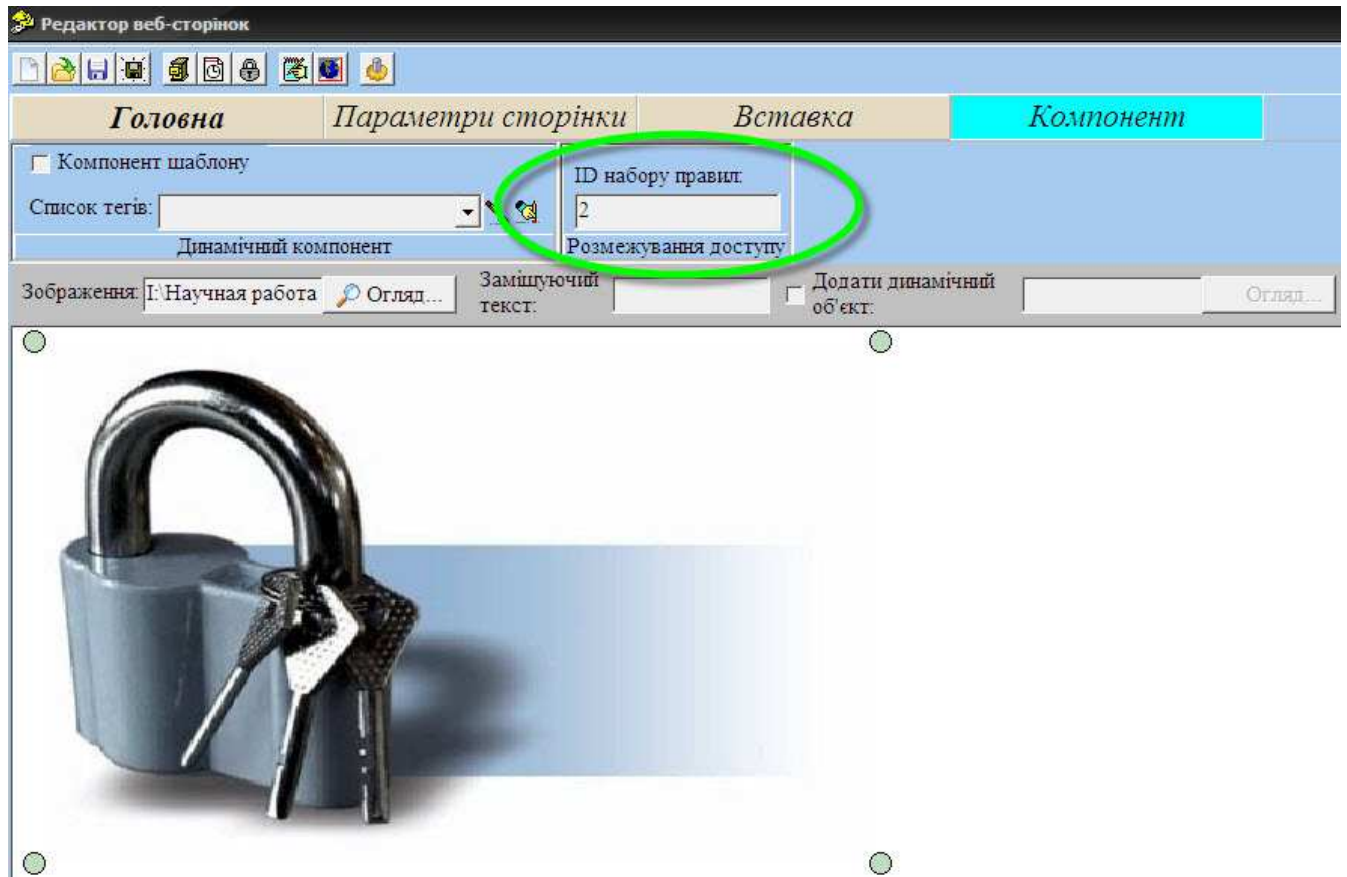 Редактор веб-сторінок
Головна Параметри сторінки Вставка Компонент
Компонент шаблону
ID набору правил:
Список тегів: 2
Динамічний компонент Розмежування доступу
Зображення: I:\Научная работа Огляд... Заміщуючий текст: Додати динамічний об'єкт: Огляд...